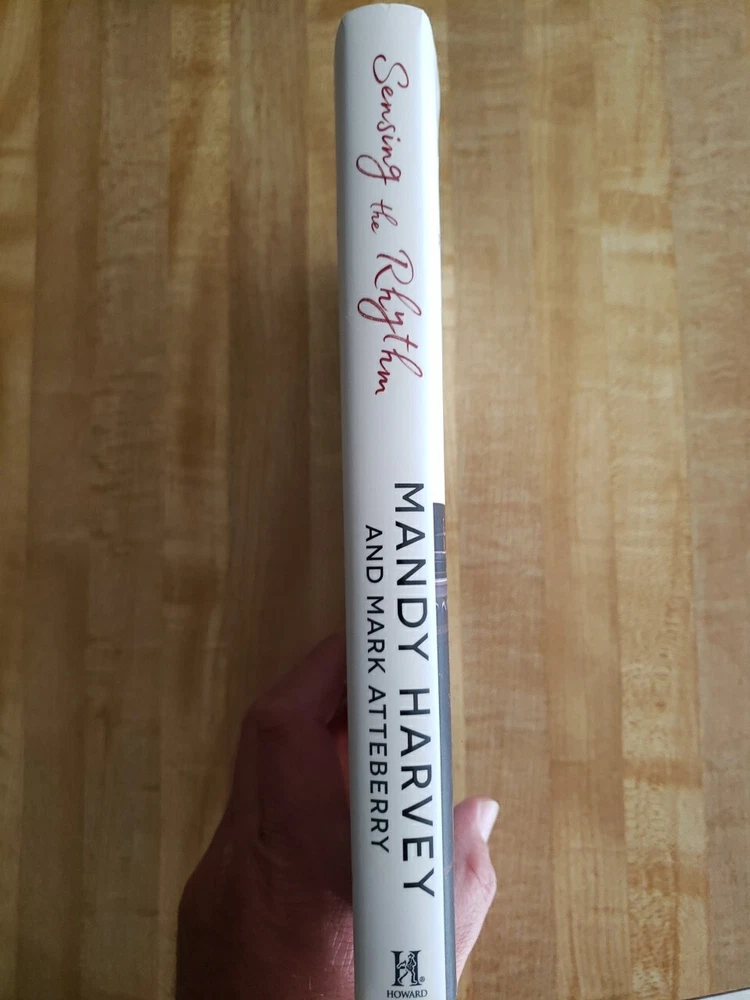 Sensing the Rhythm
MANDY HARVEY
AND MARK ATTEBERRY
H®
HOWARD